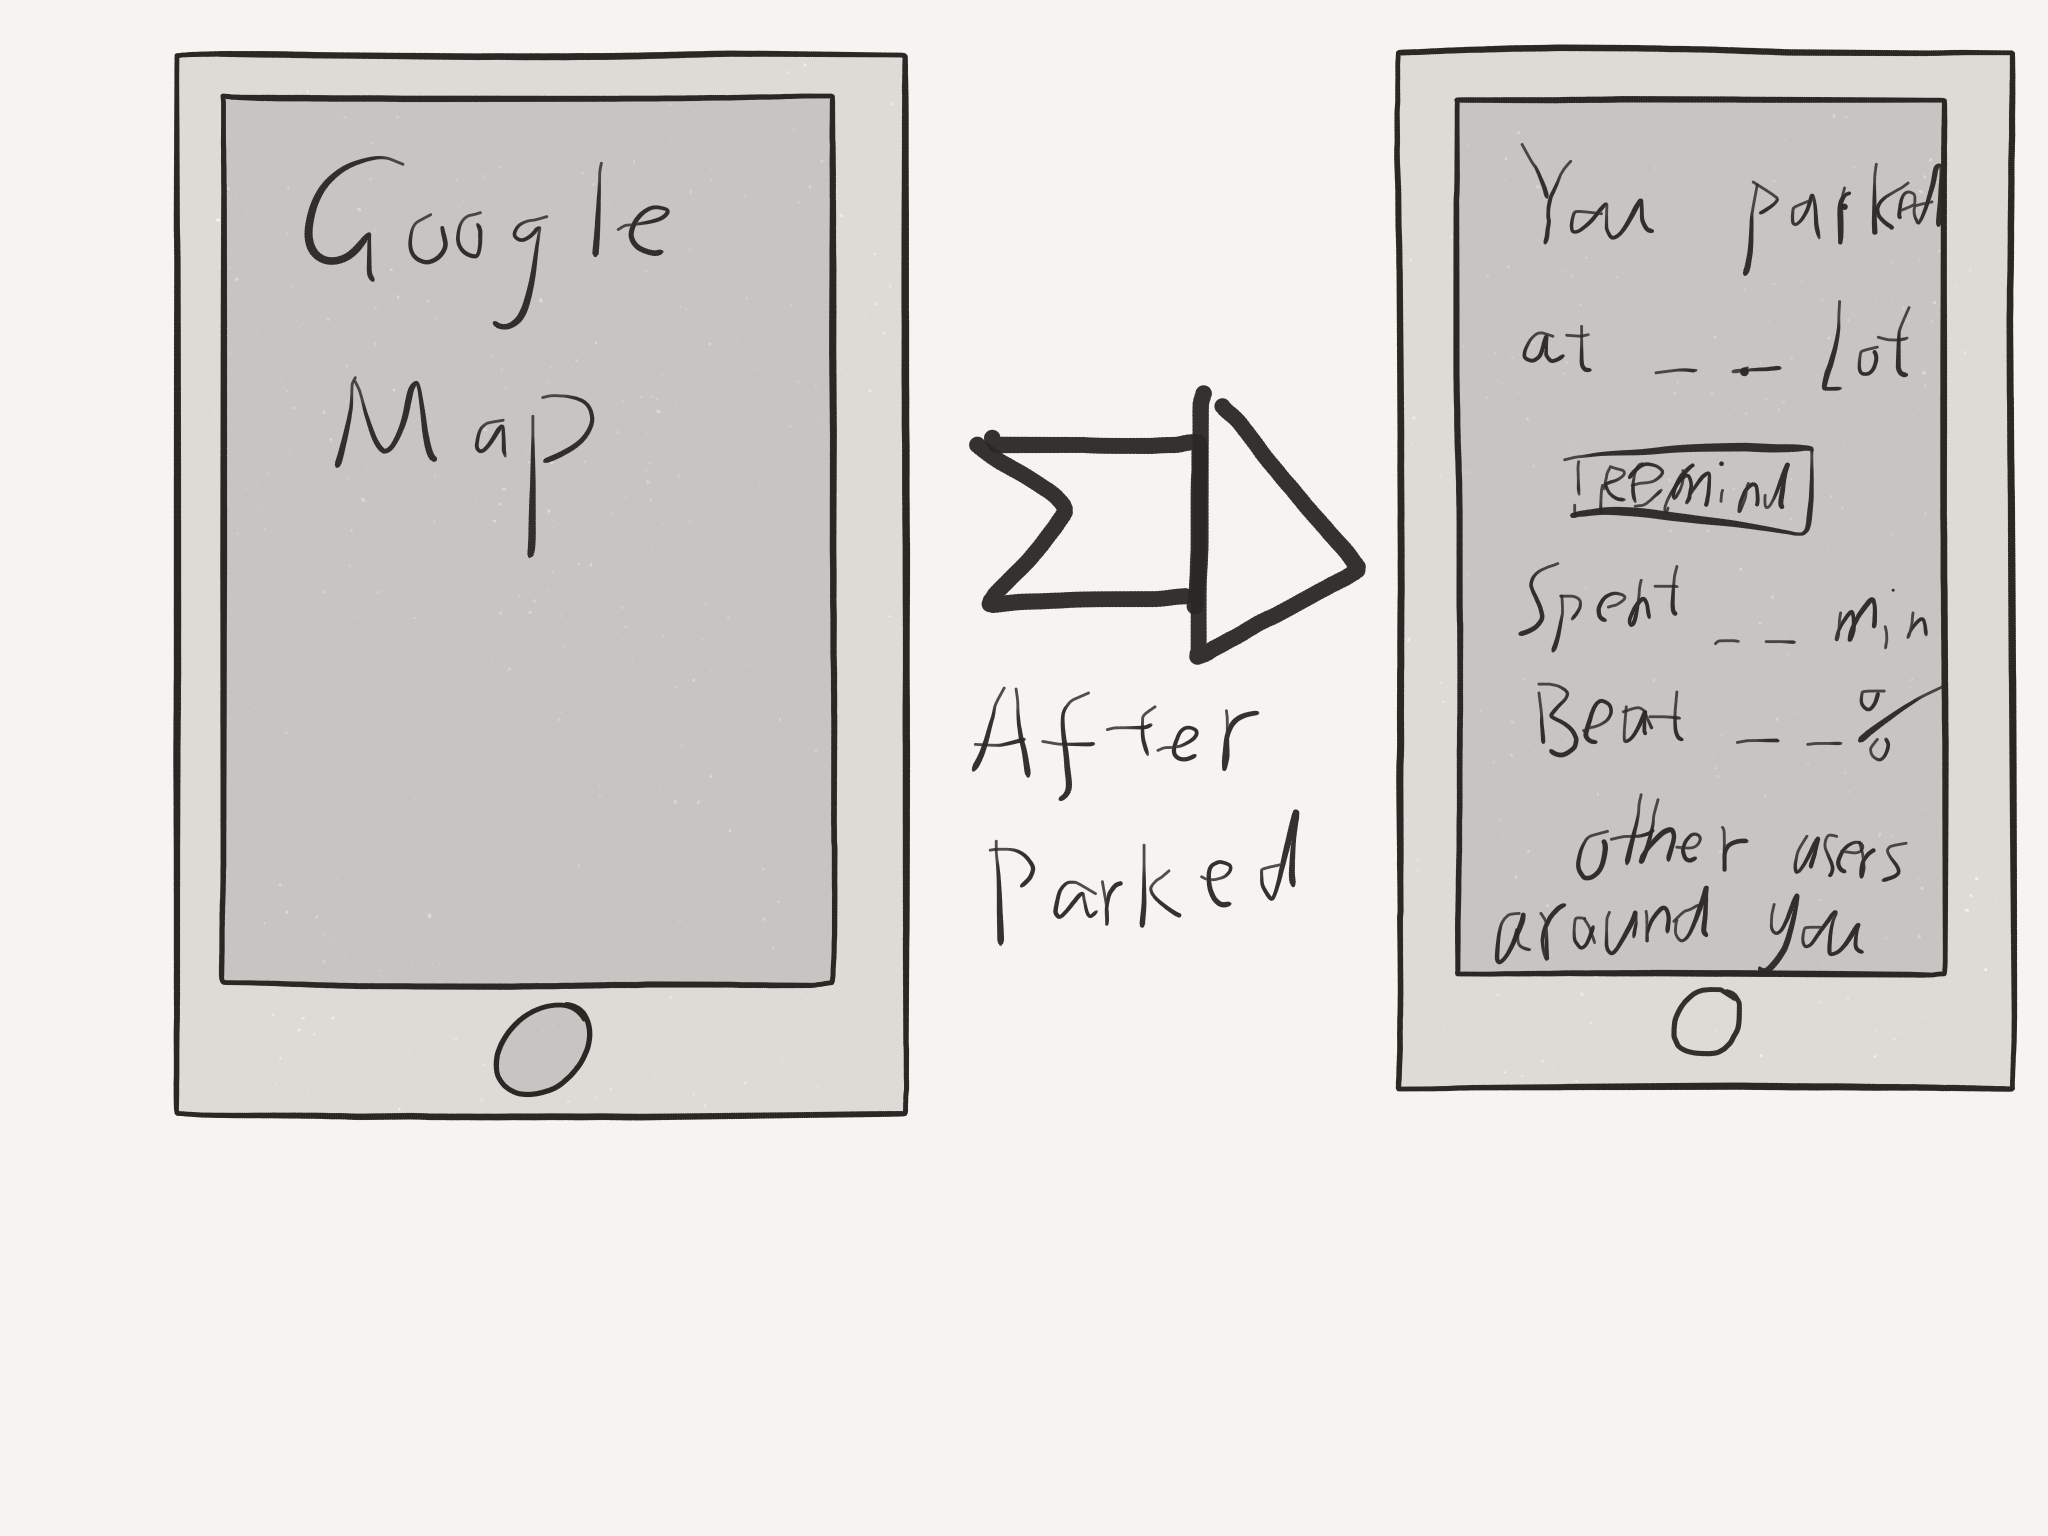 Google
Map
After
Parked
You parked
at _ _ Lot
remind
Spent _ _ min
Beat _ _ %
other users
around you